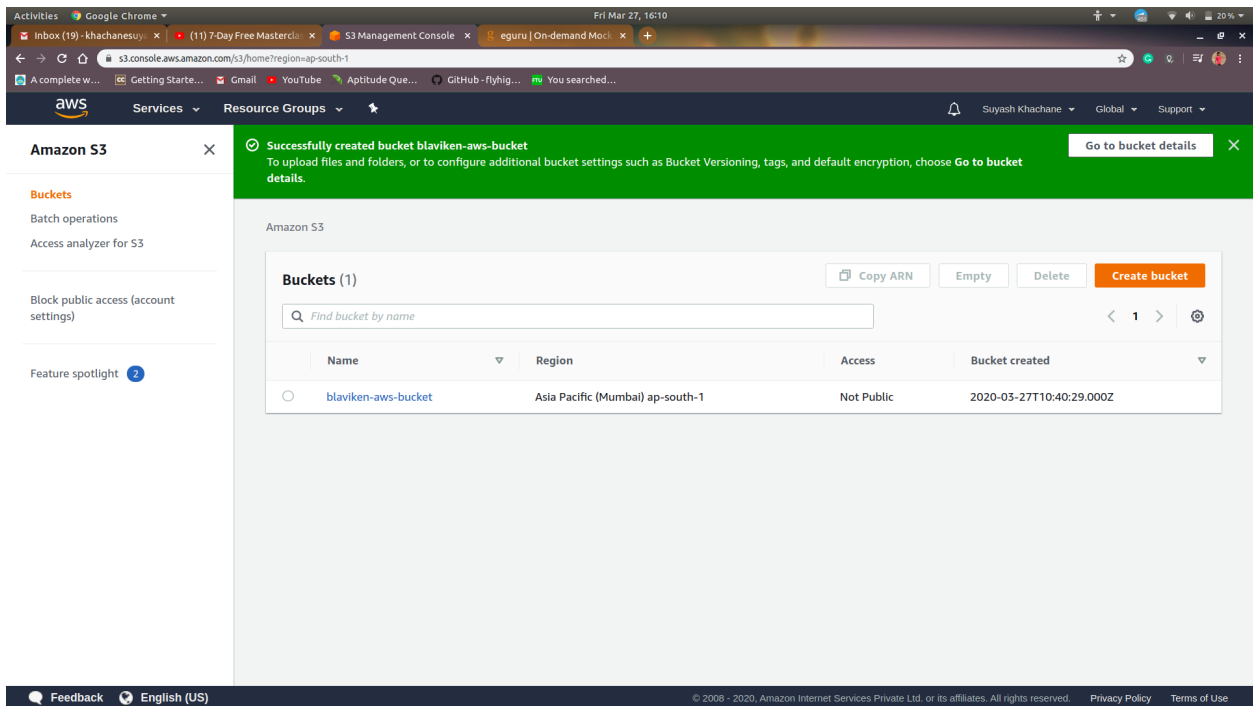 Activities Google Chrome Fri Mar 27, 16:10 20 %
Inbox (19) - khachanesuya (11) 7-Day Free Masterclas S3 Management Console eguru | On-demand Mock
s3.console.aws.amazon.com/s3/home?region=ap-south-1
A complete w... Getting Starte... Gmail YouTube Aptitude Que... GitHub - flyhig... You searched...
aws Services Resource Groups Suyash Khachane Global Support
Amazon S3
Buckets
Batch operations
Access analyzer for S3
Block public access (account
settings)
Feature spotlight 2
Successfully created bucket blaviken-aws-bucket
To upload files and folders, or to configure additional bucket settings such as Bucket Versioning, tags, and default encryption, choose Go to bucket
details.
Go to bucket details
Amazon S3
Buckets (1) Copy ARN Empty Delete Create bucket
Find bucket by name 1
Name Region Access Bucket created
blaviken-aws-bucket Asia Pacific (Mumbai) ap-south-1 Not Public 2020-03-27T10:40:29.000Z
Feedback English (US) © 2008 - 2020, Amazon Internet Services Private Ltd. or its affiliates. All rights reserved. Privacy Policy Terms of Use